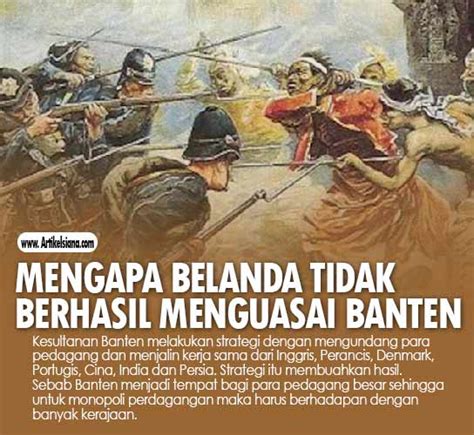 www. Artikelsiana.com
MENGAPA BELANDA TIDAK
BERHASIL MENGUASAI BANTEN
Kesultanan Banten melakukan strategi dengan mengundang para
pedagang dan menjalin kerja sama dari Inggris, Perancis, Denmark,
Portugis, Cina, India dan Persia. Strategi itu membuahkan hasil.
Sebab Banten menjadi tempat bagi para pedagang besar sehingga
untuk monopoli perdagangan maka harus berhadapan dengan
banyak kerajaan.